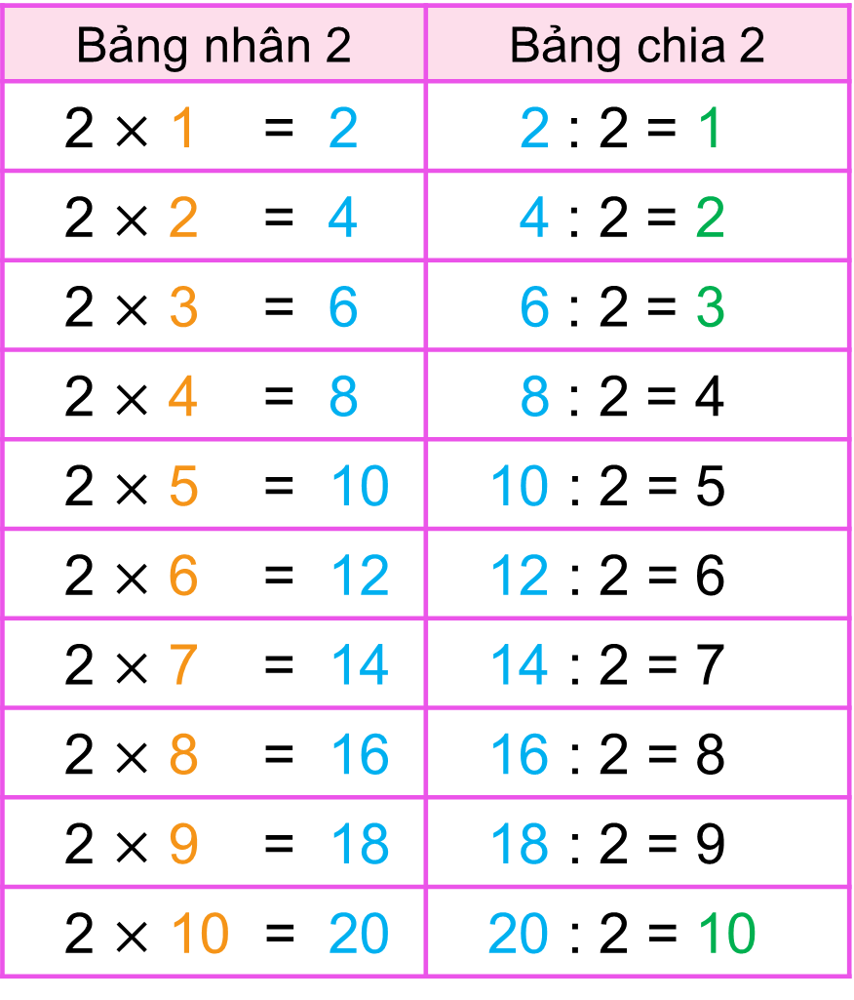 Bảng nhân 2 Bảng chia 2
2 × 1 = 2 2 : 2 = 1
2 × 2 = 4 4 : 2 = 2
2 × 3 = 6 6 : 2 = 3
2 × 4 = 8 8 : 2 = 4
2 × 5 = 10 10 : 2 = 5
2 × 6 = 12 12 : 2 = 6
2 × 7 = 14 14 : 2 = 7
2 × 8 = 16 16 : 2 = 8
2 × 9 = 18 18 : 2 = 9
2 × 10 = 20 20 : 2 = 10